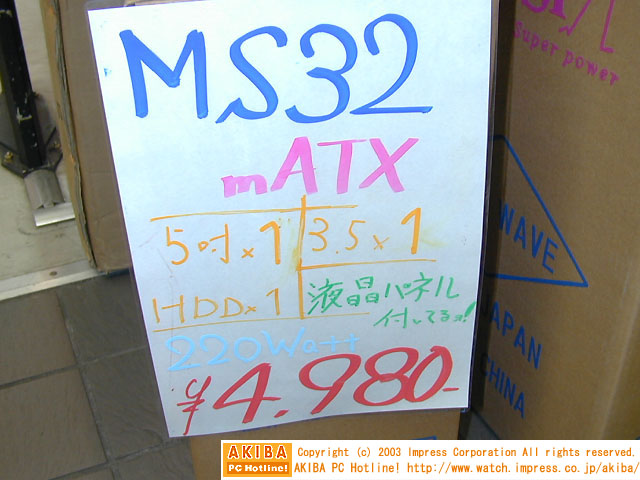 MS32
mATX
5吋×1 3.5×1
HDD×1 液晶パネル
付いてるョ!
220Watt
¥4,980-
Super power
WAVE
JAPAN
CHINA
AKIBA
PC Hotline!
Copyright (c) 2003 Impress Corporation All rights reserved.
AKIBA PC Hotline! http://www.watch.impress.co.jp/akiba/